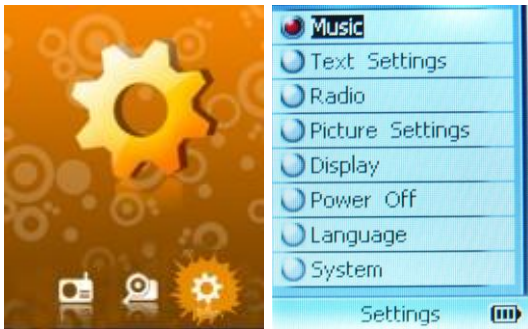 Music
Text Settings
Radio
Picture Settings
Display
Power Off
Language
System
Settings